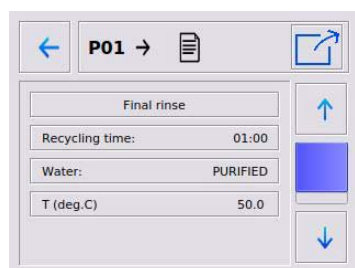 P01 →
Final rinse
Recycling time: 01:00
Water: PURIFIED
T (deg.C) 50.0